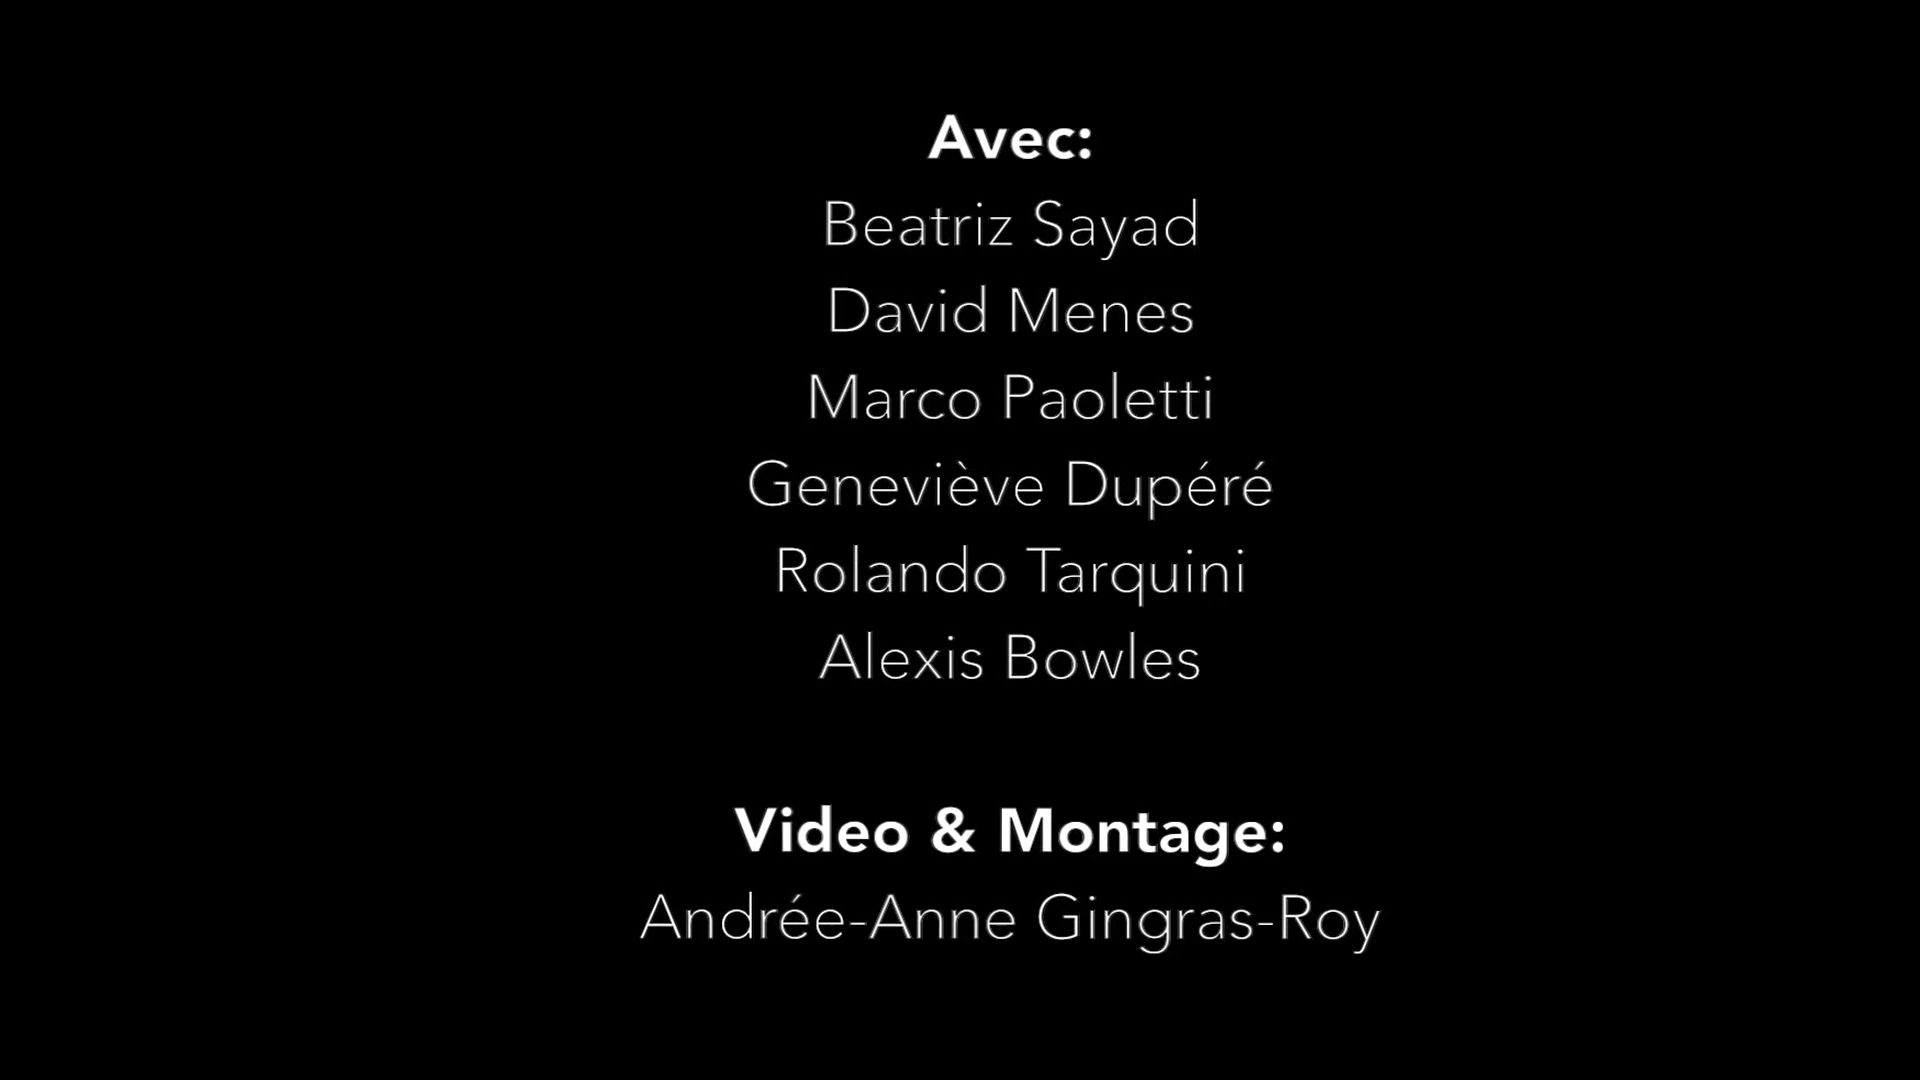 Avec:
Beatriz Sayad
David Menes
Marco Paoletti
Geneviève Dupéré
Rolando Tarquini
Alexis Bowles
Video & Montage:
Andrée-Anne Gingras-Roy